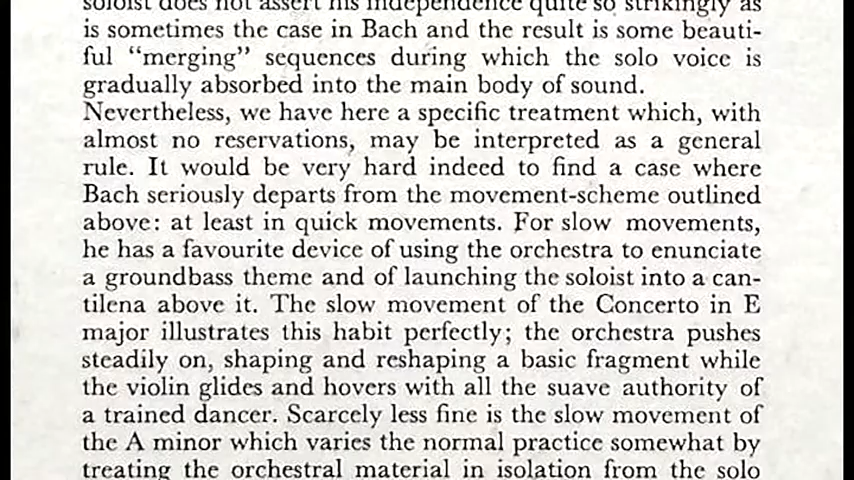 soloist does not assert his independence quite so strikingly as
is sometimes the case in Bach and the result is some beauti-
ful “merging” sequences during which the solo voice is
gradually absorbed into the main body of sound.
Nevertheless, we have here a specific treatment which, with
almost no reservations, may be interpreted as a general
rule. It would be very hard indeed to find a case where
Bach seriously departs from the movement-scheme outlined
above: at least in quick movements. For slow movements,
he has a favourite device of using the orchestra to enunciate
a groundbass theme and of launching the soloist into a can-
tilena above it. The slow movement of the Concerto in E
major illustrates this habit perfectly; the orchestra pushes
steadily on, shaping and reshaping a basic fragment while
the violin glides and hovers with all the suave authority of
a trained dancer. Scarcely less fine is the slow movement of
the A minor which varies the normal practice somewhat by
treating the orchestral material in isolation from the solo